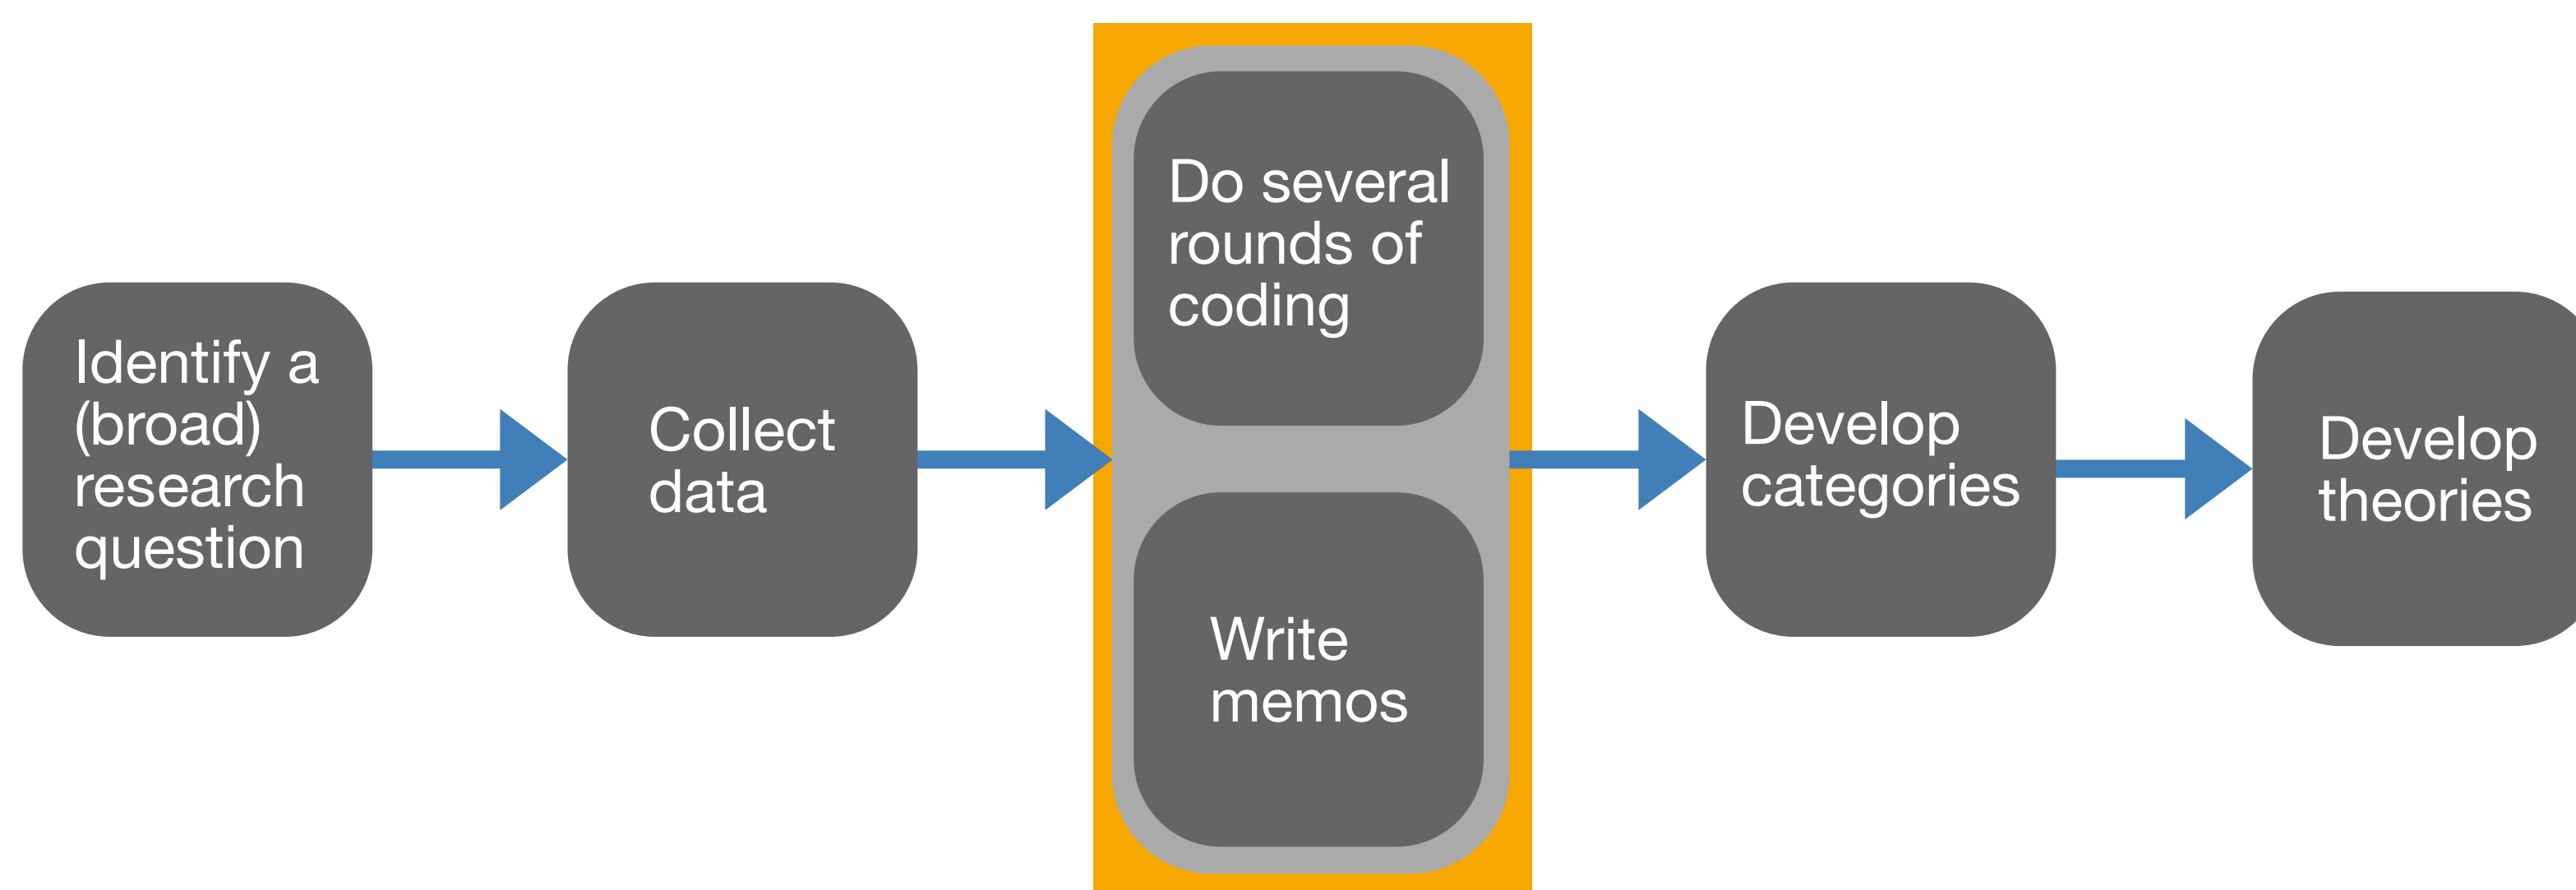 Identify a
(broad)
research
question
Collect
data
Do several
rounds of
coding
Write
memos
Develop
categories
Develop
theories